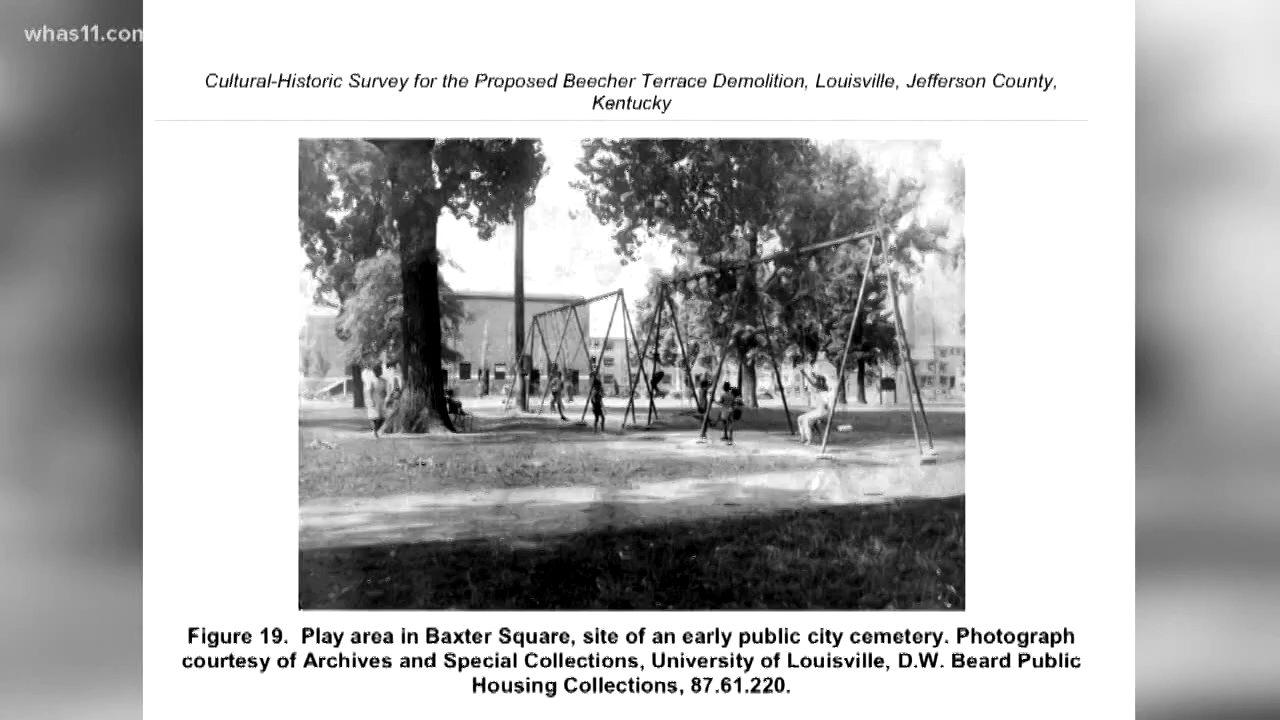 whas11.com
Cultural-Historic Survey for the Proposed Beecher Terrace Demolition, Louisville, Jefferson County,
Kentucky
Figure 19. Play area in Baxter Square, site of an early public city cemetery. Photograph
courtesy of Archives and Special Collections, University of Louisville, D.W. Beard Public
Housing Collections, 87.61.220.